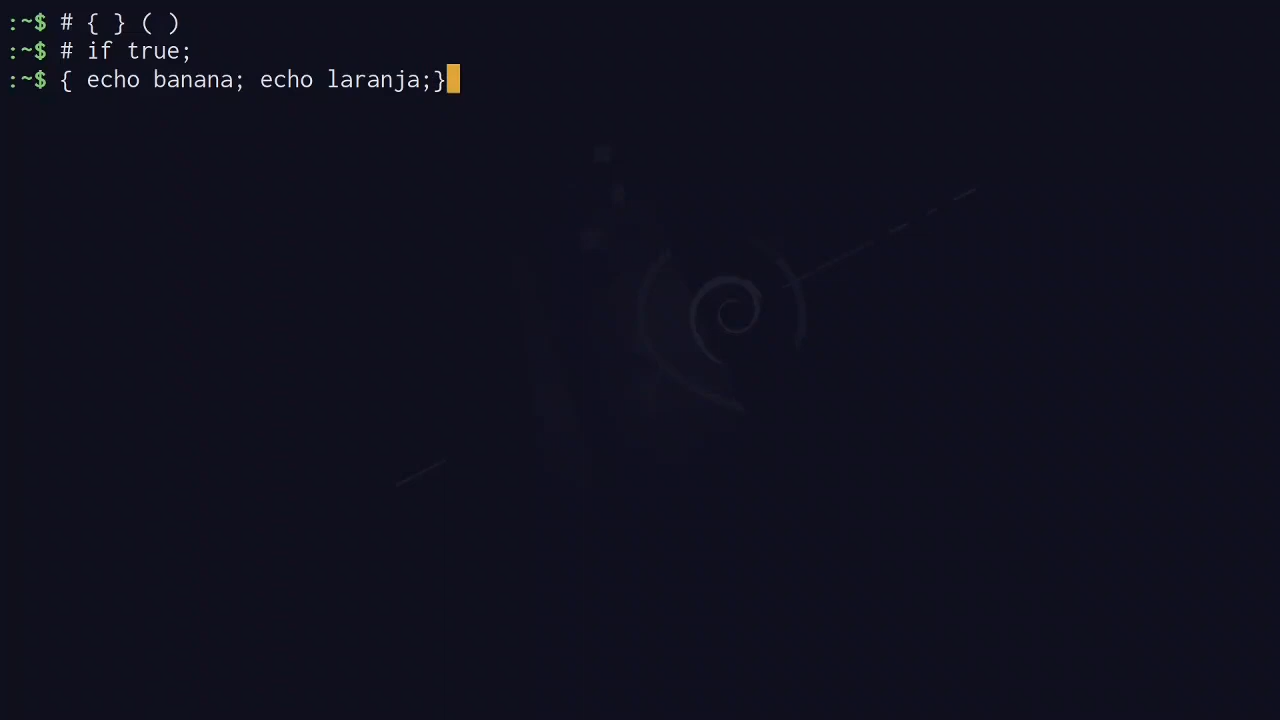 :~$ # { } ( )
:~$ # if true;
:~$ { echo banana; echo laranja;}